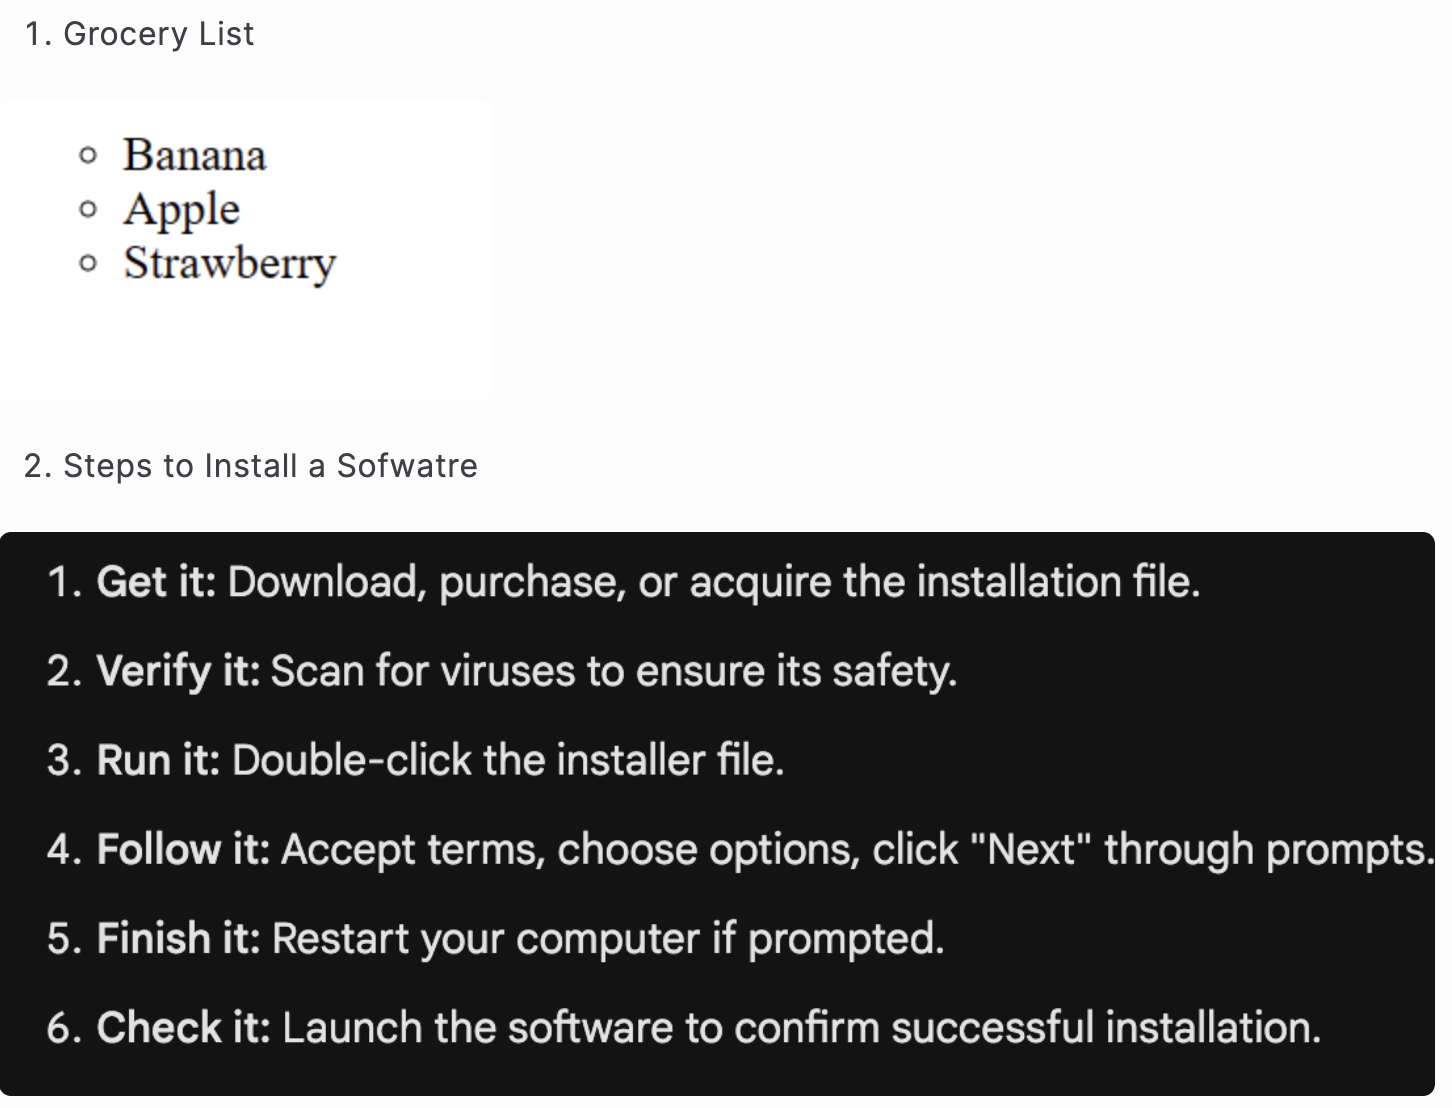 1. Grocery List
Banana
Apple
Strawberry
2. Steps to Install a Sofwatre
1. Get it: Download, purchase, or acquire the installation file.
2. Verify it: Scan for viruses to ensure its safety.
3. Run it: Double-click the installer file.
4. Follow it: Accept terms, choose options, click "Next" through prompts.
5. Finish it: Restart your computer if prompted.
6. Check it: Launch the software to confirm successful installation.